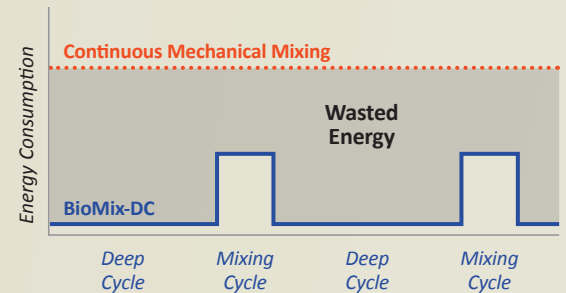 Energy Consumption
Continuous Mechanical Mixing
Wasted
Energy
BioMix-DC
Deep
Cycle
Mixing
Cycle
Deep
Cycle
Mixing
Cycle